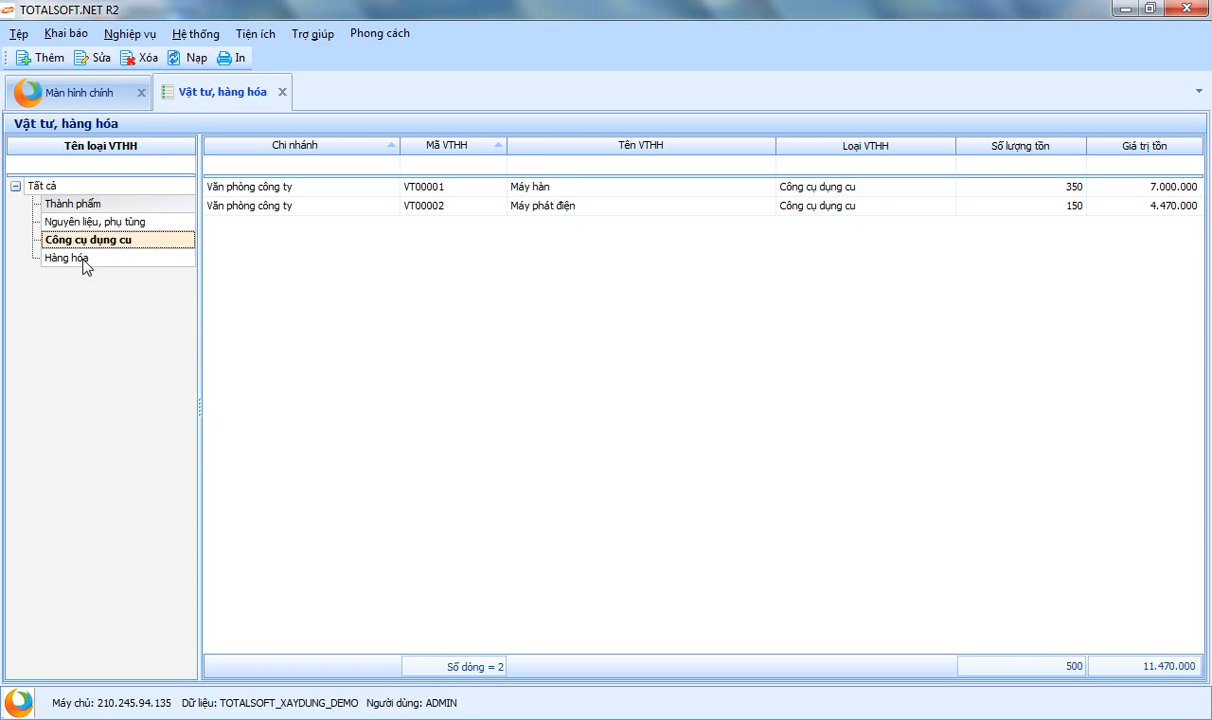 TOTALSOFT.NET R2
Tệp Khai báo Nghiệp vụ Hệ thống Tiện ích Trợ giúp Phong cách
Thêm Sửa Xóa Nạp In
Màn hình chính Vật tư, hàng hóa
Vật tư, hàng hóa
Tên loại VTHH Chi nhánh Mã VTHH Tên VTHH Loại VTHH Số lượng tồn Giá trị tồn
Tất cả Văn phòng công ty VT00001 Máy hàn Công cụ dụng cu 350 7.000.000
Thành phẩm Văn phòng công ty VT00002 Máy phát điện Công cụ dụng cu 150 4.470.000
Nguyên liệu, phụ tùng
Công cụ dụng cu
Hàng hóa
Số dòng = 2 500 11.470.000
Máy chủ: 210.245.94.135 Dữ liệu: TOTALSOFT_XAYDUNG_DEMO Người dùng: ADMIN